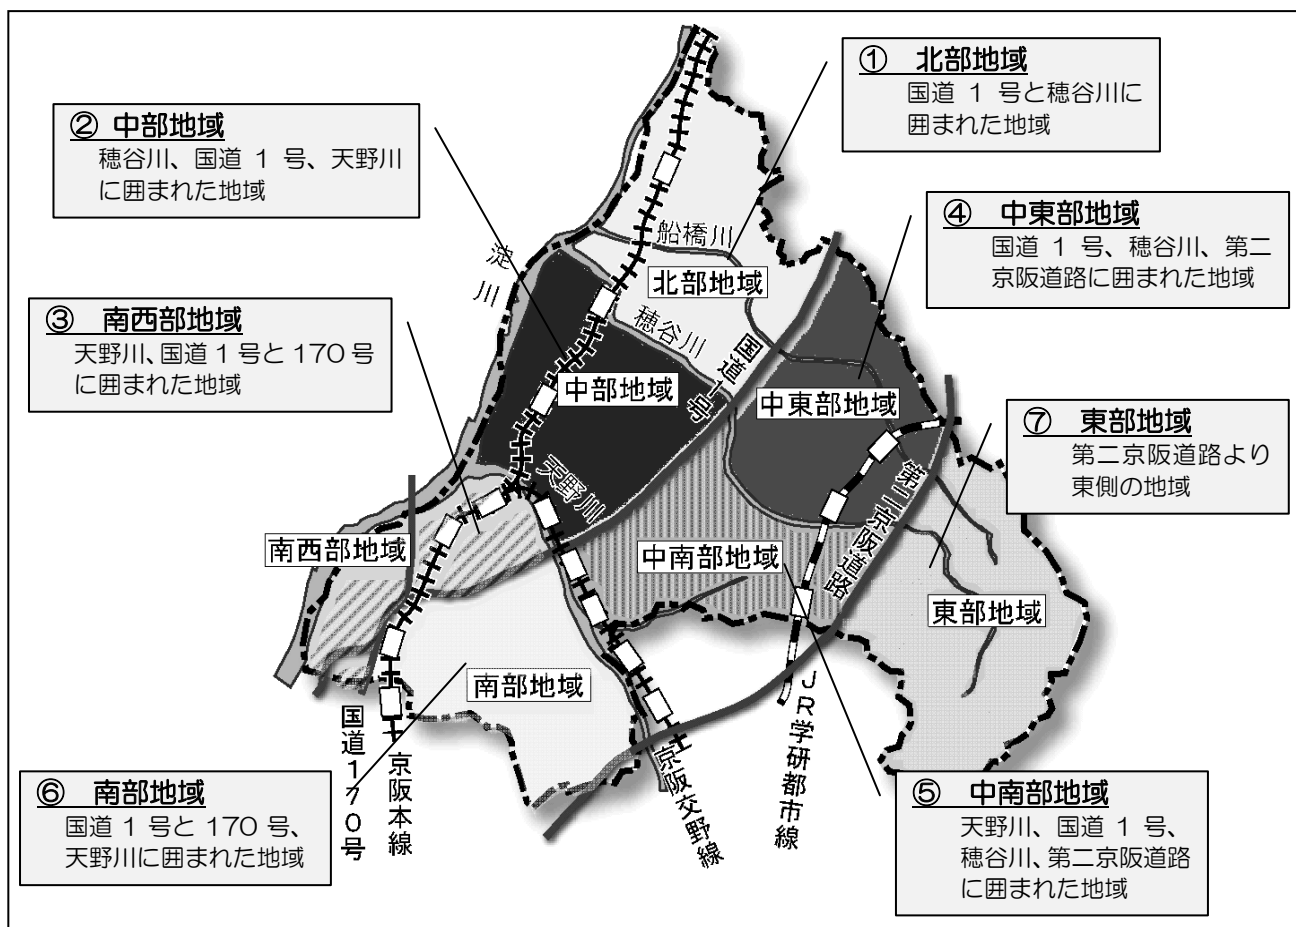 ① 北部地域
国道 1 号と穂谷川に
囲まれた地域
② 中部地域
穂谷川、国道 1 号、天野川
に囲まれた地域
④ 中東部地域
国道 1 号、穂谷川、第二
京阪道路に囲まれた地域
③ 南西部地域
天野川、国道 1 号と 170 号
に囲まれた地域
⑦ 東部地域
第二京阪道路より
東側の地域
⑥ 南部地域
国道 1 号と 170 号、
天野川に囲まれた地域
⑤ 中南部地域
天野川、国道 1 号、
穂谷川、第二京阪道路
に囲まれた地域
淀川
船橋川
北部地域
穂谷川
国道1号
中部地域
中東部地域
天野川
第二京阪道路
南西部地域
中南部地域
東部地域
南部地域
国道170号
京阪本線
京阪交野線
JR学研都市線